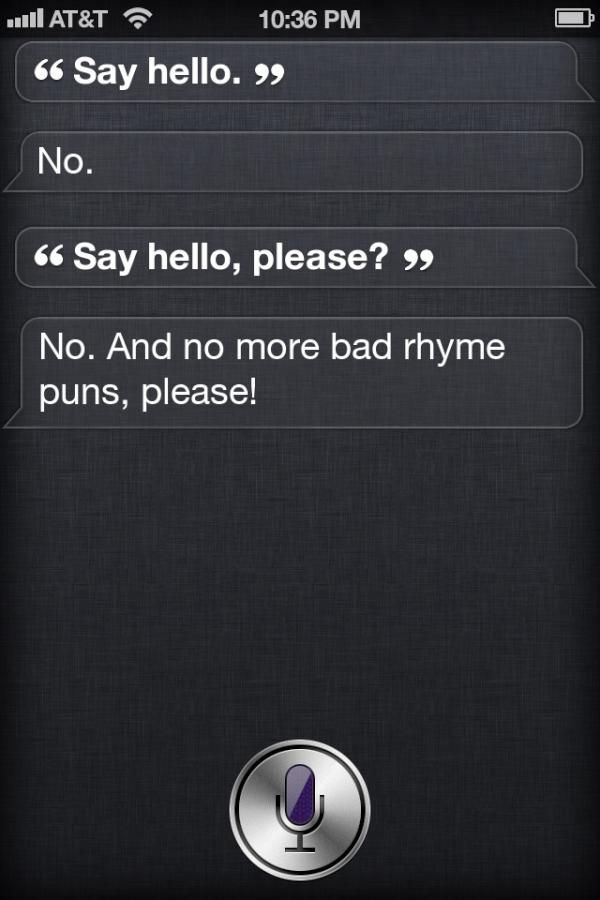 AT&T 10:36 PM
“ Say hello. ”
No.
“ Say hello, please? ”
No. And no more bad rhyme
puns, please!